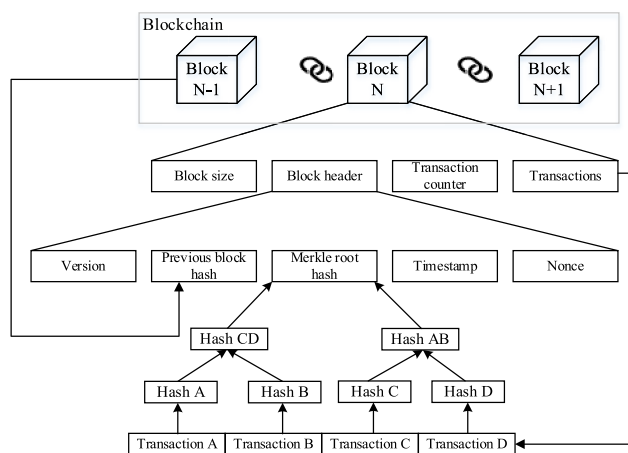 Blockchain
Block
N-1
Block
N
Block
N+1
Block size
Block header
Transaction
counter
Transactions
Version
Previous block
hash
Merkle root
hash
Timestamp
Nonce
Hash CD
Hash AB
Hash A
Hash B
Hash C
Hash D
Transaction A
Transaction B
Transaction C
Transaction D